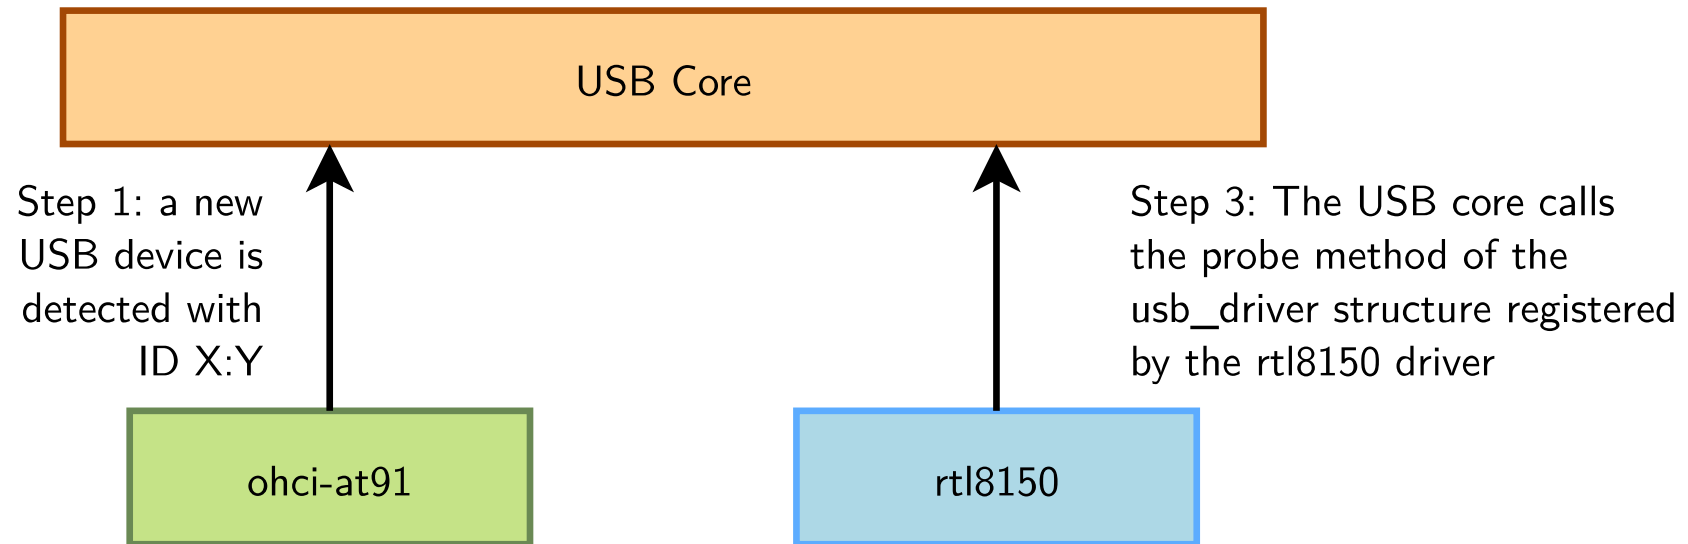 USB Core
Step 1: a new
USB device is
detected with
ID X:Y
Step 3: The USB core calls
the probe method of the
usb_driver structure registered
by the rtl8150 driver
ohci-at91
rtl8150